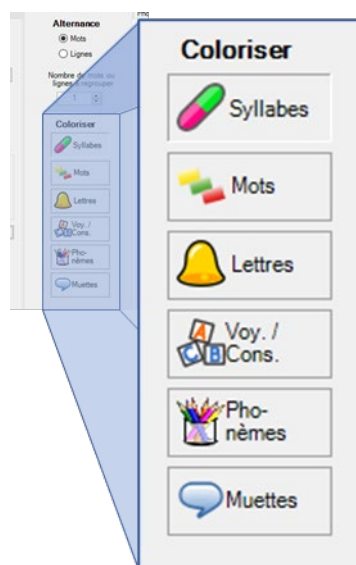 Alternance
Mots
Lignes
Nombre de mots ou
lignes à regrouper
1
Coloriser
Syllabes
Mots
Lettres
Voy. /
Cons.
Pho-
nèmes
Muettes
Coloriser
Syllabes
Mots
Lettres
A
C B
Voy. /
Cons.
Pho-
nèmes
Muettes